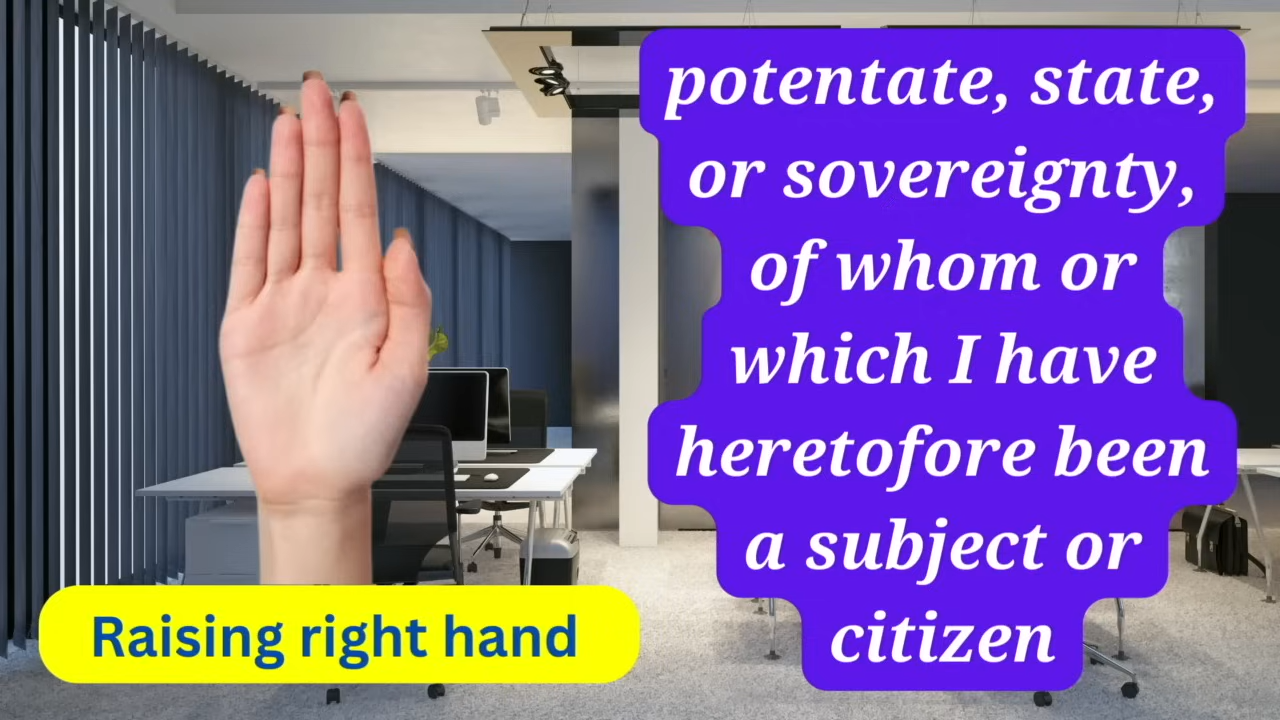 potentate, state,
or sovereignty,
of whom or
which I have
heretofore been
a subject or
citizen
Raising right hand